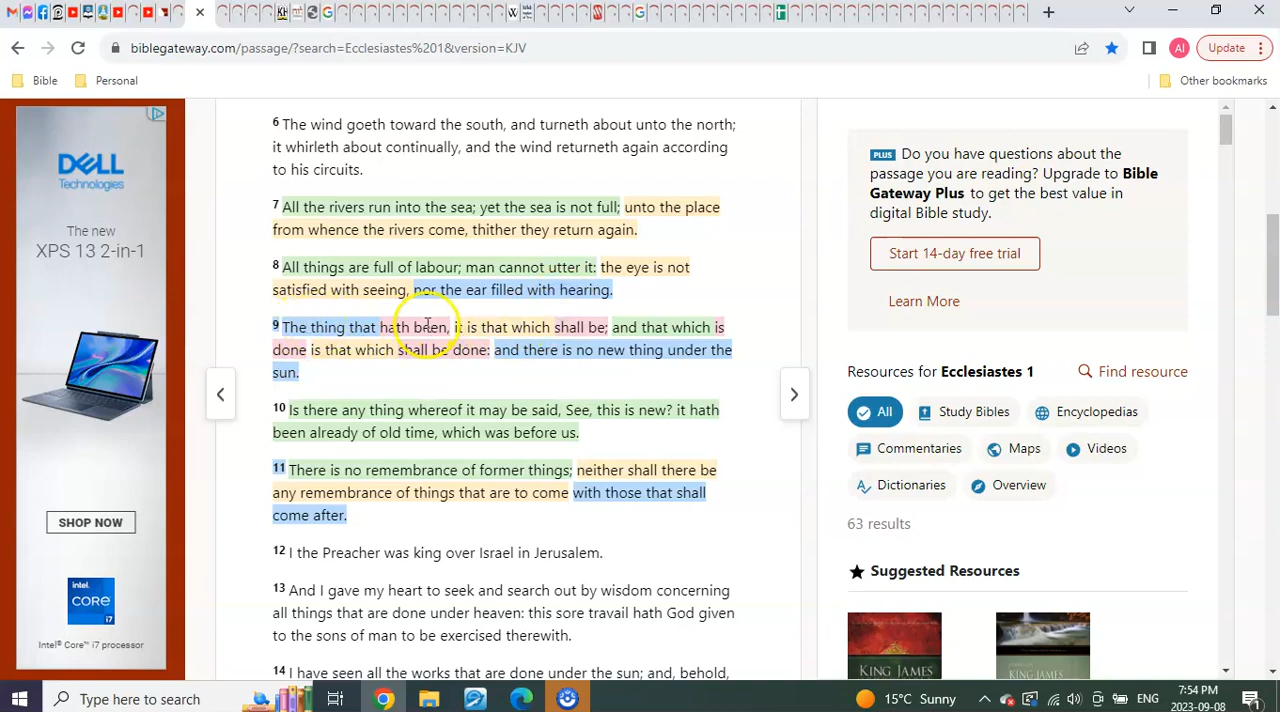 biblegateway.com/passage/?search=Ecclesiastes%201&version=KJV
AI
Update
Bible
Personal
Other bookmarks
DELL
Technologies
The new
XPS 13 2-in-1
SHOP NOW
intel.
CORE
i7
Intel® Core™ i7 processor
6 The wind goeth toward the south, and turneth about unto the north;
it whirleth about continually, and the wind returneth again according
to his circuits.
7 All the rivers run into the sea; yet the sea is not full; unto the place
from whence the rivers come, thither they return again.
8 All things are full of labour; man cannot utter it: the eye is not
satisfied with seeing, nor the ear filled with hearing.
9 The thing that hath been, it is that which shall be; and that which is
done is that which shall be done: and there is no new thing under the
sun.
10 Is there any thing whereof it may be said, See, this is new? it hath
been already of old time, which was before us.
11 There is no remembrance of former things; neither shall there be
any remembrance of things that are to come with those that shall
come after.
12 I the Preacher was king over Israel in Jerusalem.
13 And I gave my heart to seek and search out by wisdom concerning
all things that are done under heaven: this sore travail hath God given
to the sons of man to be exercised therewith.
14 I have seen all the works that are done under the sun; and, behold,
PLUS Do you have questions about the
passage you are reading? Upgrade to Bible
Gateway Plus to get the best value in
digital Bible study.
Start 14-day free trial
Learn More
Resources for Ecclesiastes 1
Find resource
All
Study Bibles
Encyclopedias
Commentaries
Maps
Videos
Dictionaries
Overview
63 results
Suggested Resources
KING JAMES
KING JAMES
Type here to search
15°C Sunny
ENG
7:54 PM
2023-09-08
1